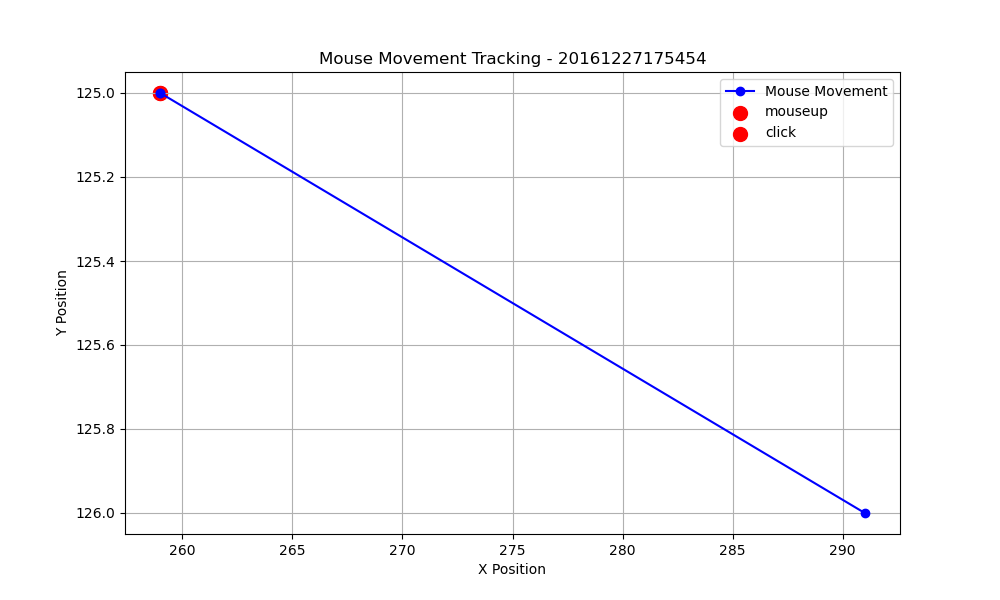 Mouse Movement Tracking - 20161227175454
Mouse Movement
mouseup
click
125.0
125.2
125.4
125.6
125.8
126.0
Y Position
260 265 270 275 280 285 290
X Position